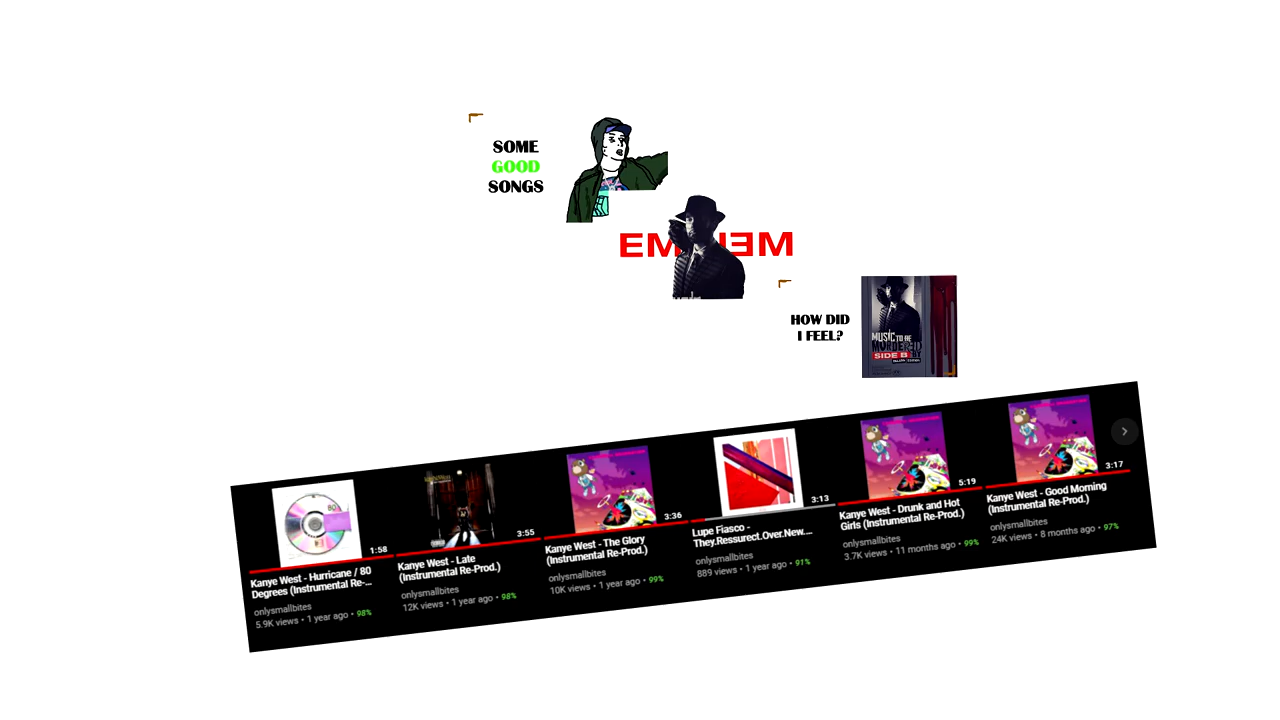 SOME
GOOD
SONGS
EMINEM
HOW DID
I FEEL?
MUSIC TO BE
MURDERED BY
SIDE B
1:58
Kanye West - Hurricane / 80
Degrees (Instrumental Re-...
onlysmallbites
5.9K views • 1 year ago • 98%
3:55
Kanye West - Late
(Instrumental Re-Prod.)
onlysmallbites
12K views • 1 year ago • 98%
3:36
Kanye West - The Glory
(Instrumental Re-Prod.)
onlysmallbites
10K views • 1 year ago • 99%
3:13
Lupe Fiasco -
They.Ressurect.Over.New....
onlysmallbites
889 views • 1 year ago • 91%
5:19
Kanye West - Drunk and Hot
Girls (Instrumental Re-Prod.)
onlysmallbites
3.7K views • 11 months ago • 99%
3:17
Kanye West - Good Morning
(Instrumental Re-Prod.)
onlysmallbites
24K views • 8 months ago • 97%